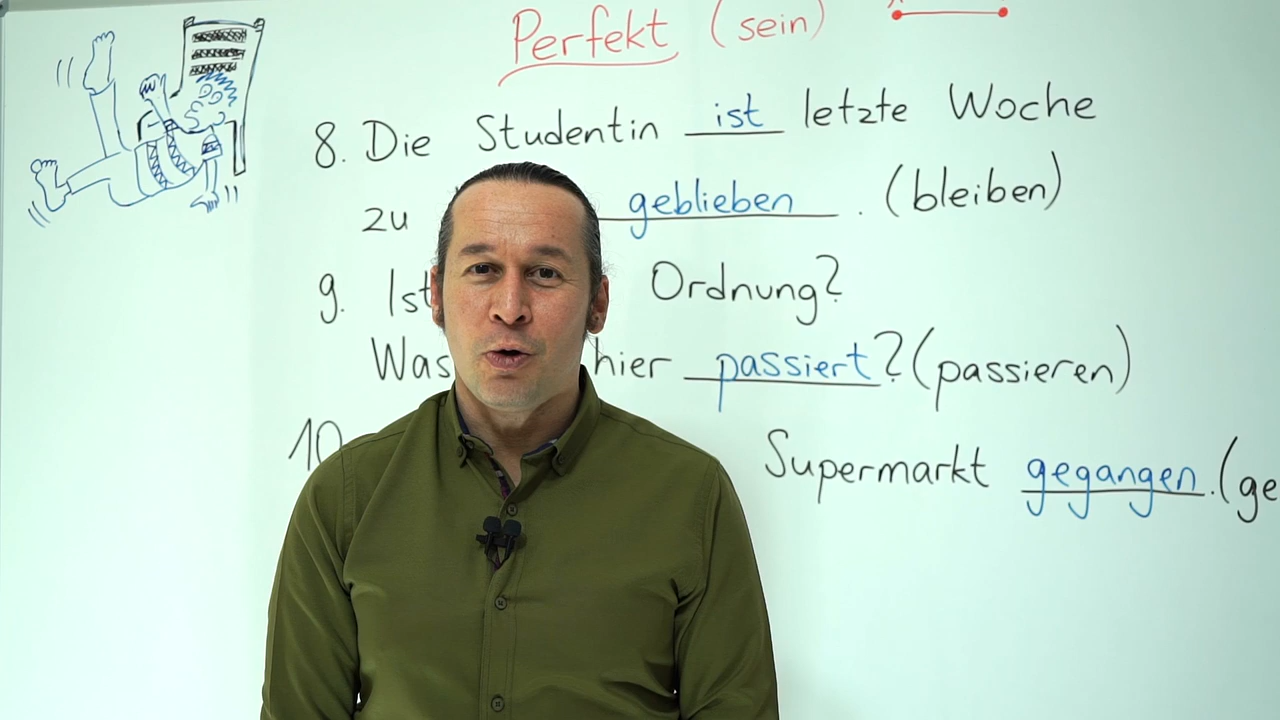 Perfekt (sein)
8. Die Studentin ist letzte Woche
zu geblieben. (bleiben)
9. Ist Ordnung?
Was hier passiert? (passieren)
10. Supermarkt gegangen. (ge